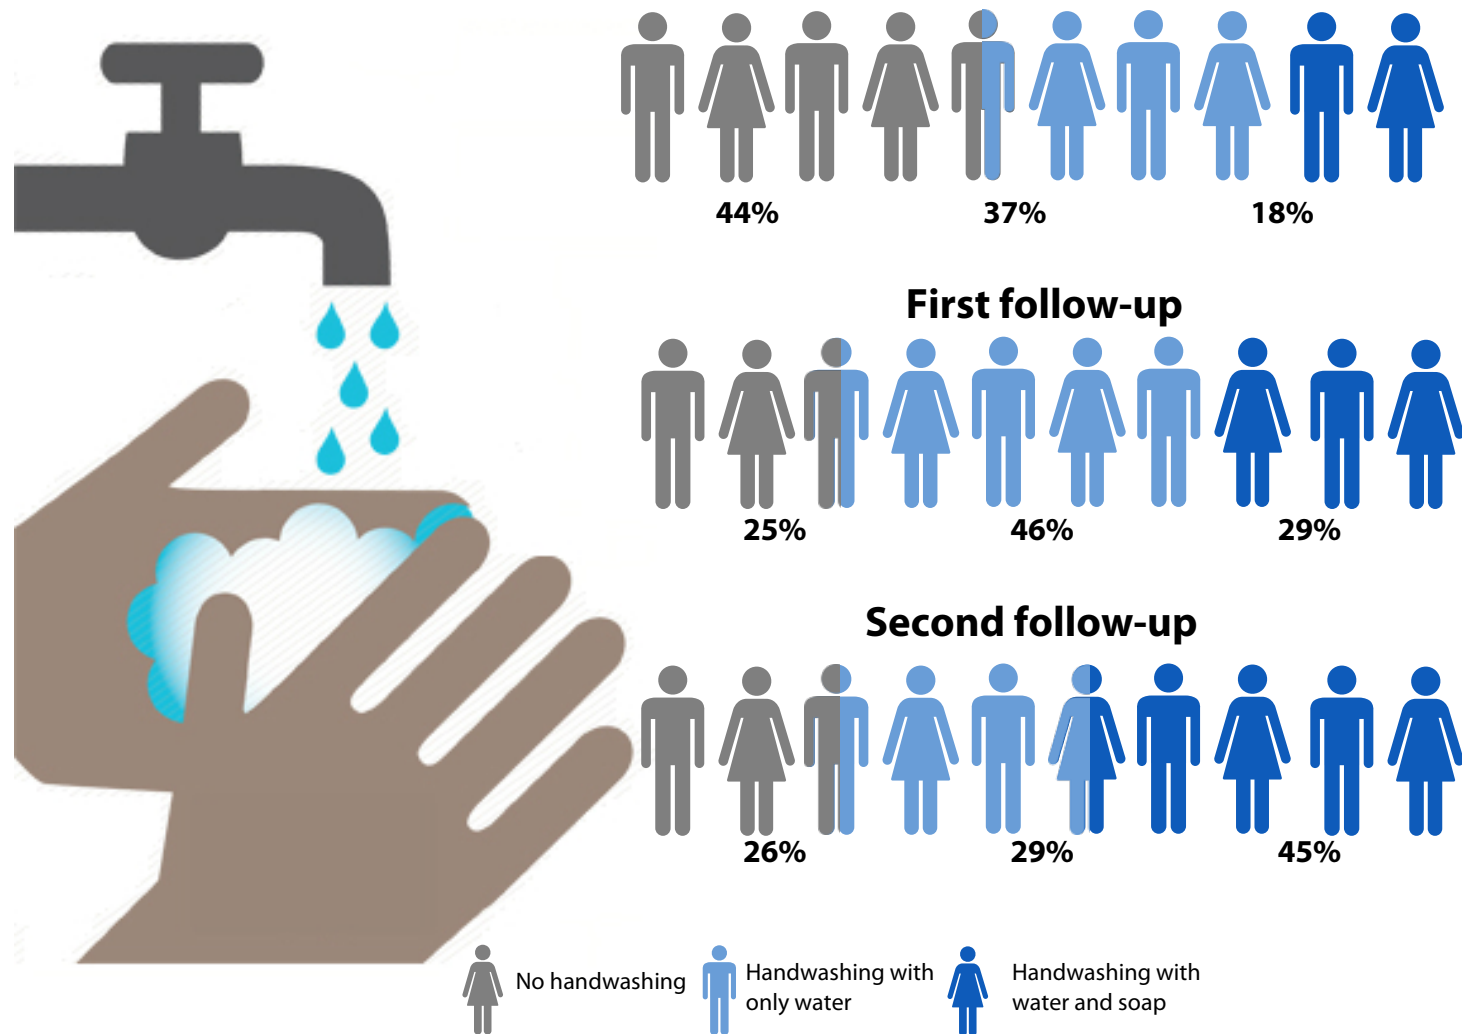 44% 37% 18%
First follow-up
25% 46% 29%
Second follow-up
26% 29% 45%
No handwashing
Handwashing with
only water
Handwashing with
water and soap